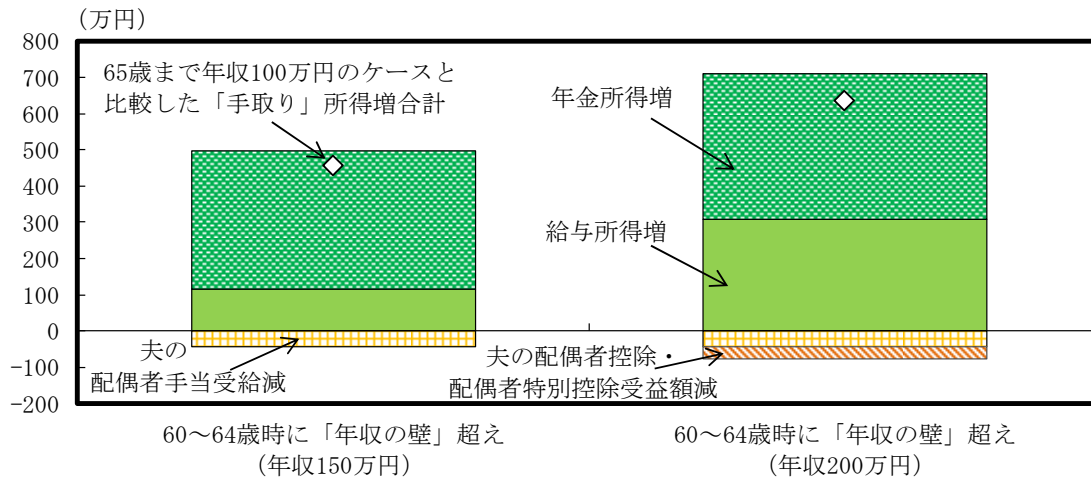 （万円）
800
700
600
500
400
300
200
100
0
-100
-200
65歳まで年収100万円のケースと
比較した「手取り」所得増合計
年金所得増
給与所得増
夫の
配偶者手当受給減
夫の配偶者控除・
配偶者特別控除受益額減
60～64歳時に「年収の壁」超え
（年収150万円）
60～64歳時に「年収の壁」超え
（年収200万円）